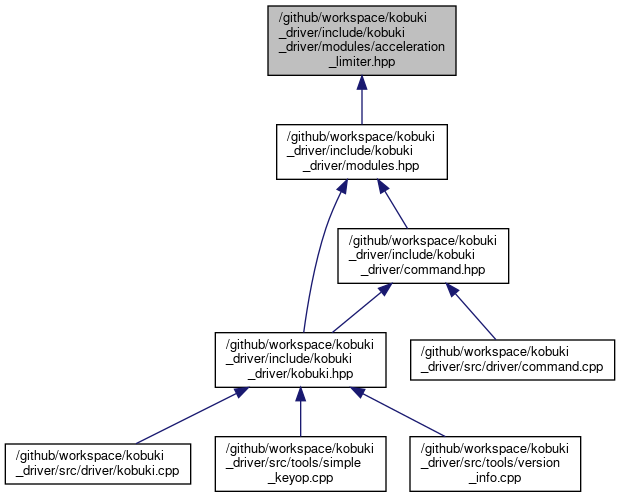 /github/workspace/kobuki
_driver/include/kobuki
_driver/modules/acceleration
_limiter.hpp
/github/workspace/kobuki
_driver/include/kobuki
_driver/modules.hpp
/github/workspace/kobuki
_driver/include/kobuki
_driver/command.hpp
/github/workspace/kobuki
_driver/include/kobuki
_driver/kobuki.hpp
/github/workspace/kobuki
_driver/src/driver/command.cpp
/github/workspace/kobuki
_driver/src/driver/kobuki.cpp
/github/workspace/kobuki
_driver/src/tools/simple
_keyop.cpp
/github/workspace/kobuki
_driver/src/tools/version
_info.cpp